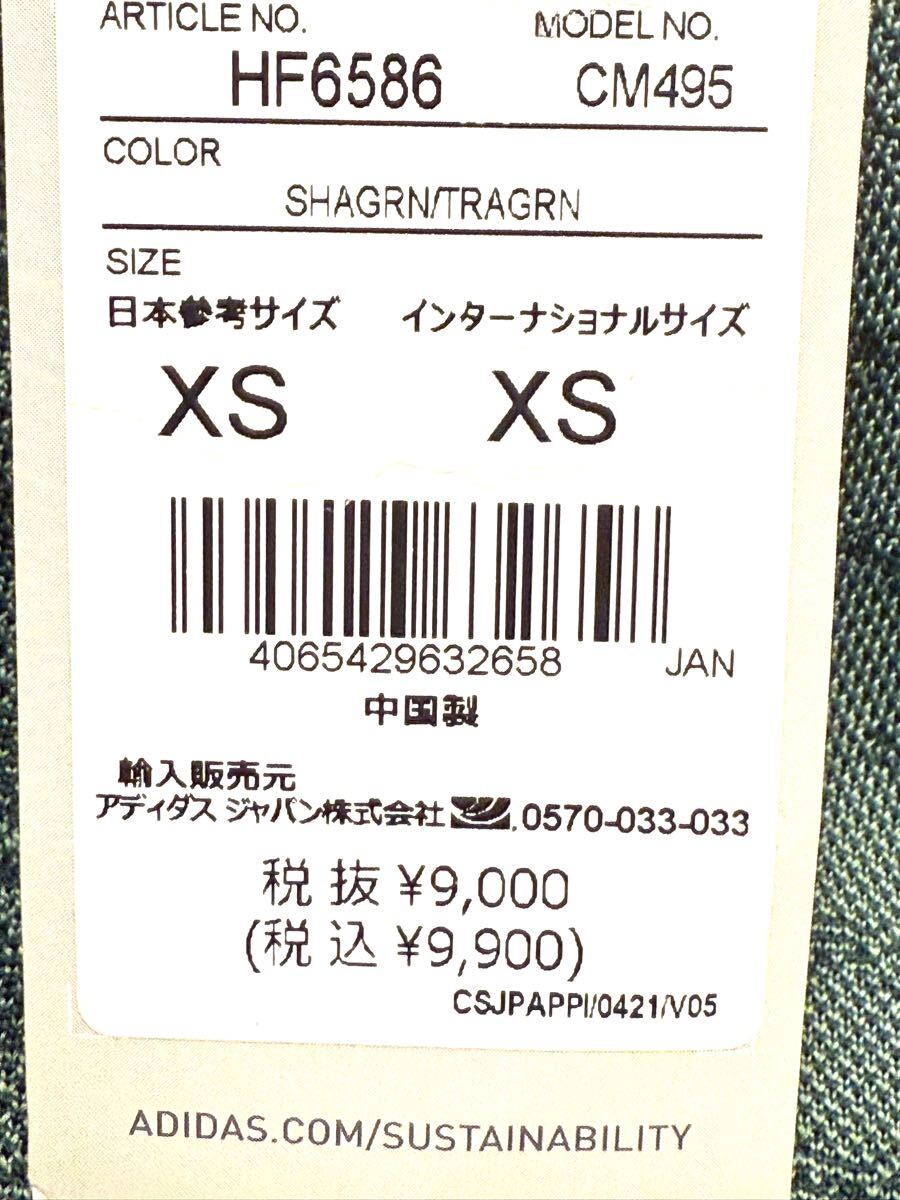 ARTICLE NO. MODEL NO.
HF6586 CM495
COLOR
SHAGRN/TRAGRN
SIZE
日本参考サイズ インターナショナルサイズ
XS XS
4065429632658 JAN
中国製
輸入販売元
アディダス ジャパン株式会社 .0570-033-033
税 抜 ¥9,000
(税 込 ¥9,900)
CSJPAPPI/0421/V05
ADIDAS.COM/SUSTAINABILITY